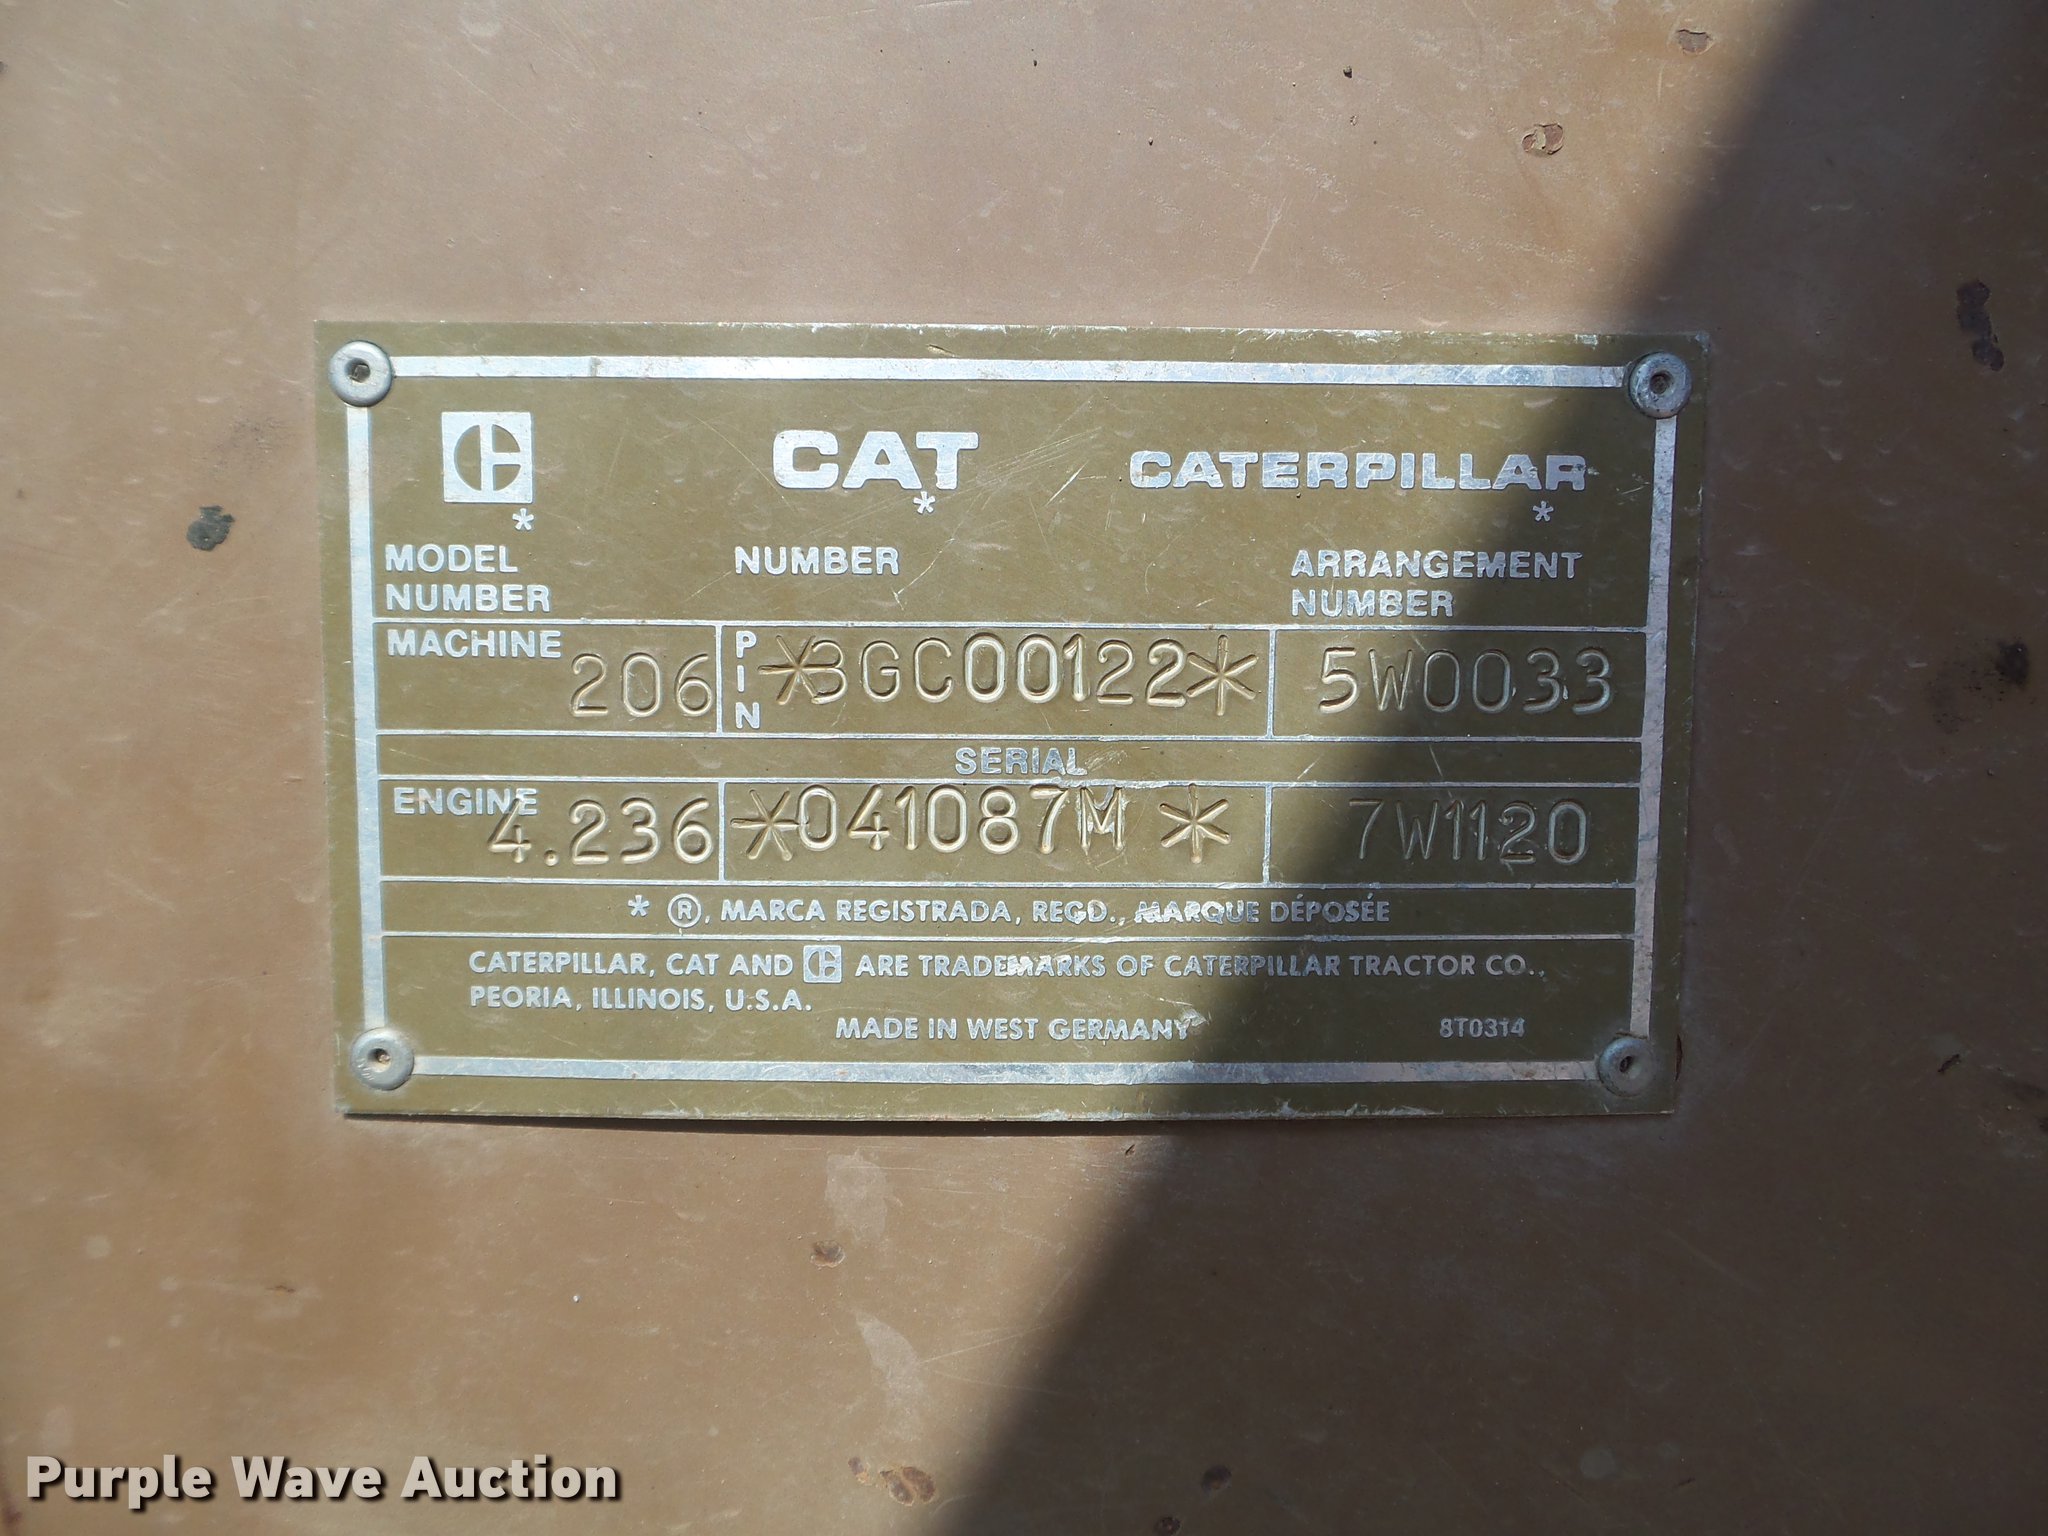 CAT
*
CATERPILLAR
*
*
MODEL NUMBER
NUMBER
ARRANGEMENT NUMBER
MACHINE 206
PIN *3GC00122*
5W0033
SERIAL
ENGINE 4.236
*041087M *
7W1120
* ®, MARCA REGISTRADA, REGD., MARQUE DÉPOSÉE
CATERPILLAR, CAT AND C ARE TRADEMARKS OF CATERPILLAR TRACTOR CO.,
PEORIA, ILLINOIS, U.S.A.
MADE IN WEST GERMANY
8T0314
Purple Wave Auction